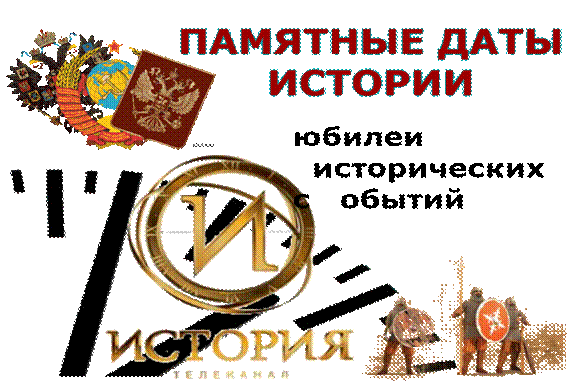 ПАМЯТНЫЕ ДАТЫ
ИСТОРИИ
юбилеи
исторических
с обытий
И
ИСТОРИЯ
ТЕЛЕКАНАЛ